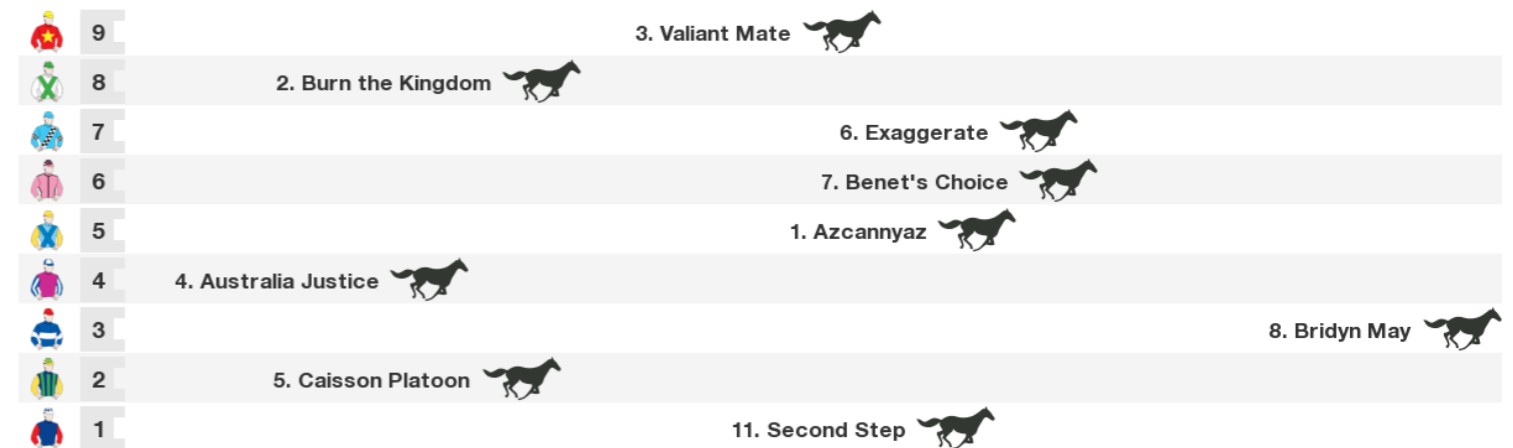 9 3. Valiant Mate
8 2. Burn the Kingdom
7 6. Exaggerate
6 7. Benet's Choice
5 1. Azcannyaz
4 4. Australia Justice
3 8. Bridyn May
2 5. Caisson Platoon
1 11. Second Step